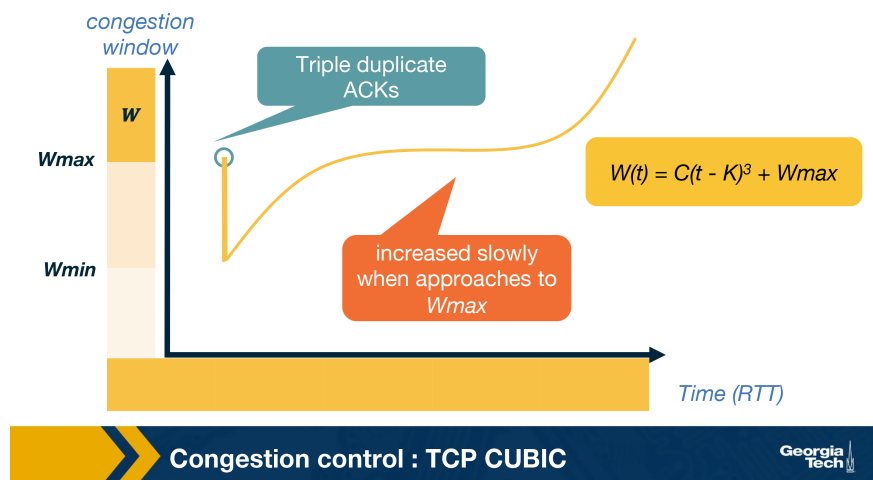 congestion
window
Triple duplicate
ACKs
W
Wmax
W(t) = C(t - K)³ + Wmax
increased slowly
when approaches to
Wmax
Wmin
Time (RTT)
Congestion control : TCP CUBIC
Georgia
Tech